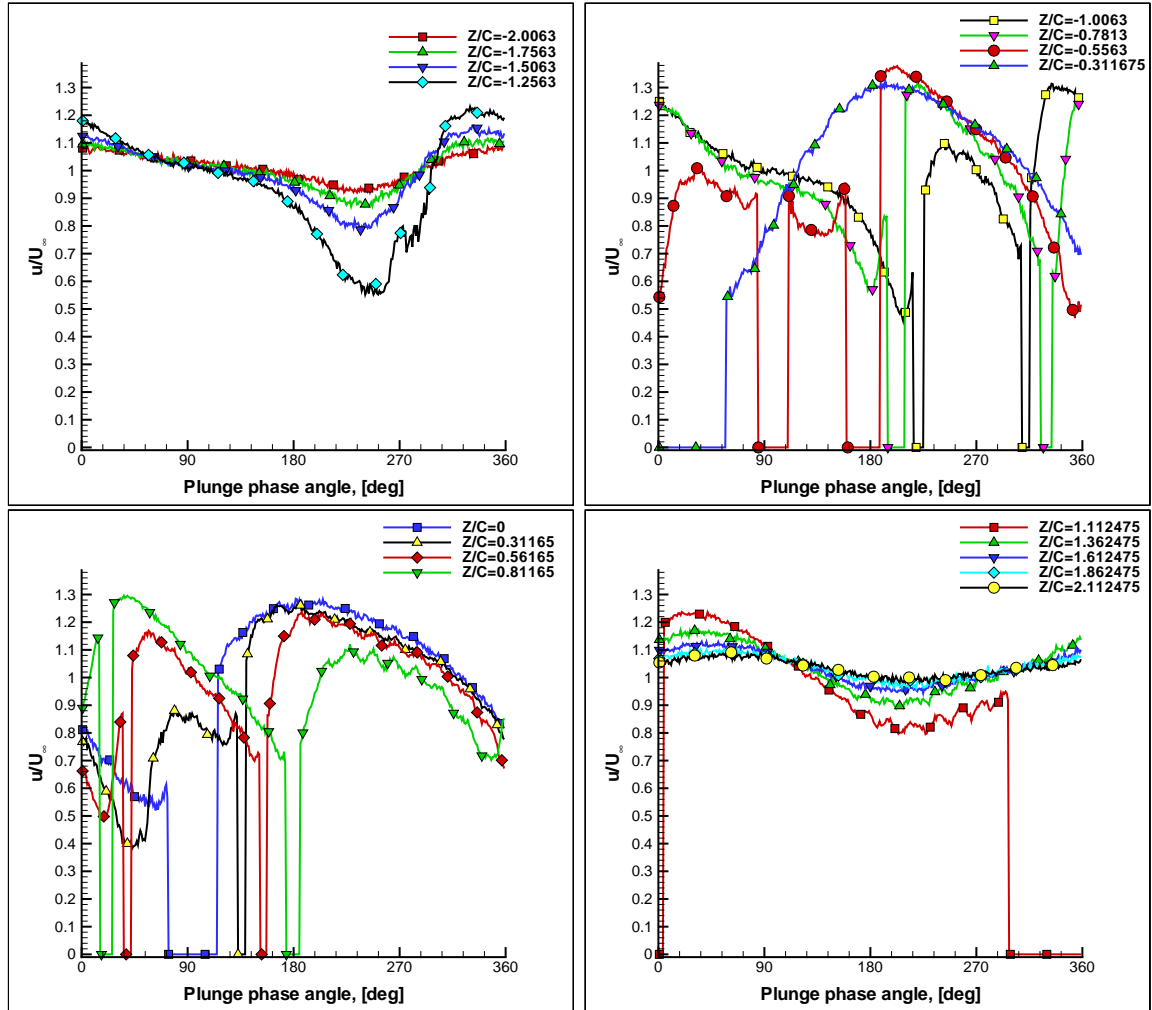 Z/C=-2.0063
Z/C=-1.7563
Z/C=-1.5063
Z/C=-1.2563
u/U∞
1.3
1.2
1.1
1
0.9
0.8
0.7
0.6
0.5
0.4
0.3
0.2
0.1
0
0 90 180 270 360
Plunge phase angle, [deg]
Z/C=-1.0063
Z/C=-0.7813
Z/C=-0.5563
Z/C=-0.311675
u/U∞
1.3
1.2
1.1
1
0.9
0.8
0.7
0.6
0.5
0.4
0.3
0.2
0.1
0
0 90 180 270 360
Plunge phase angle, [deg]
Z/C=0
Z/C=0.31165
Z/C=0.56165
Z/C=0.81165
u/U∞
1.3
1.2
1.1
1
0.9
0.8
0.7
0.6
0.5
0.4
0.3
0.2
0.1
0
0 90 180 270 360
Plunge phase angle, [deg]
Z/C=1.112475
Z/C=1.362475
Z/C=1.612475
Z/C=1.862475
Z/C=2.112475
u/U∞
1.3
1.2
1.1
1
0.9
0.8
0.7
0.6
0.5
0.4
0.3
0.2
0.1
0
0 90 180 270 360
Plunge phase angle, [deg]